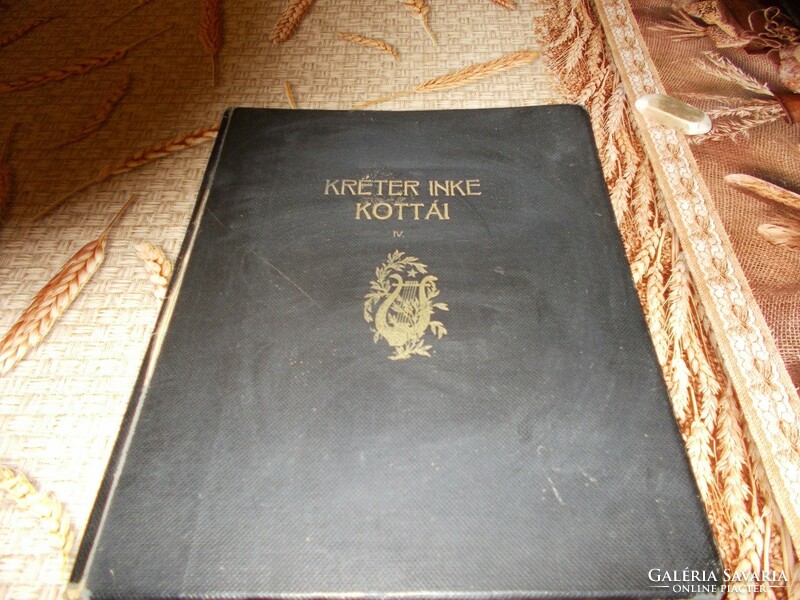 KRÉTER INKE
KOTTÁI
IV.
GALÉRIA SAVARIA
ONLINE PIACTÉR